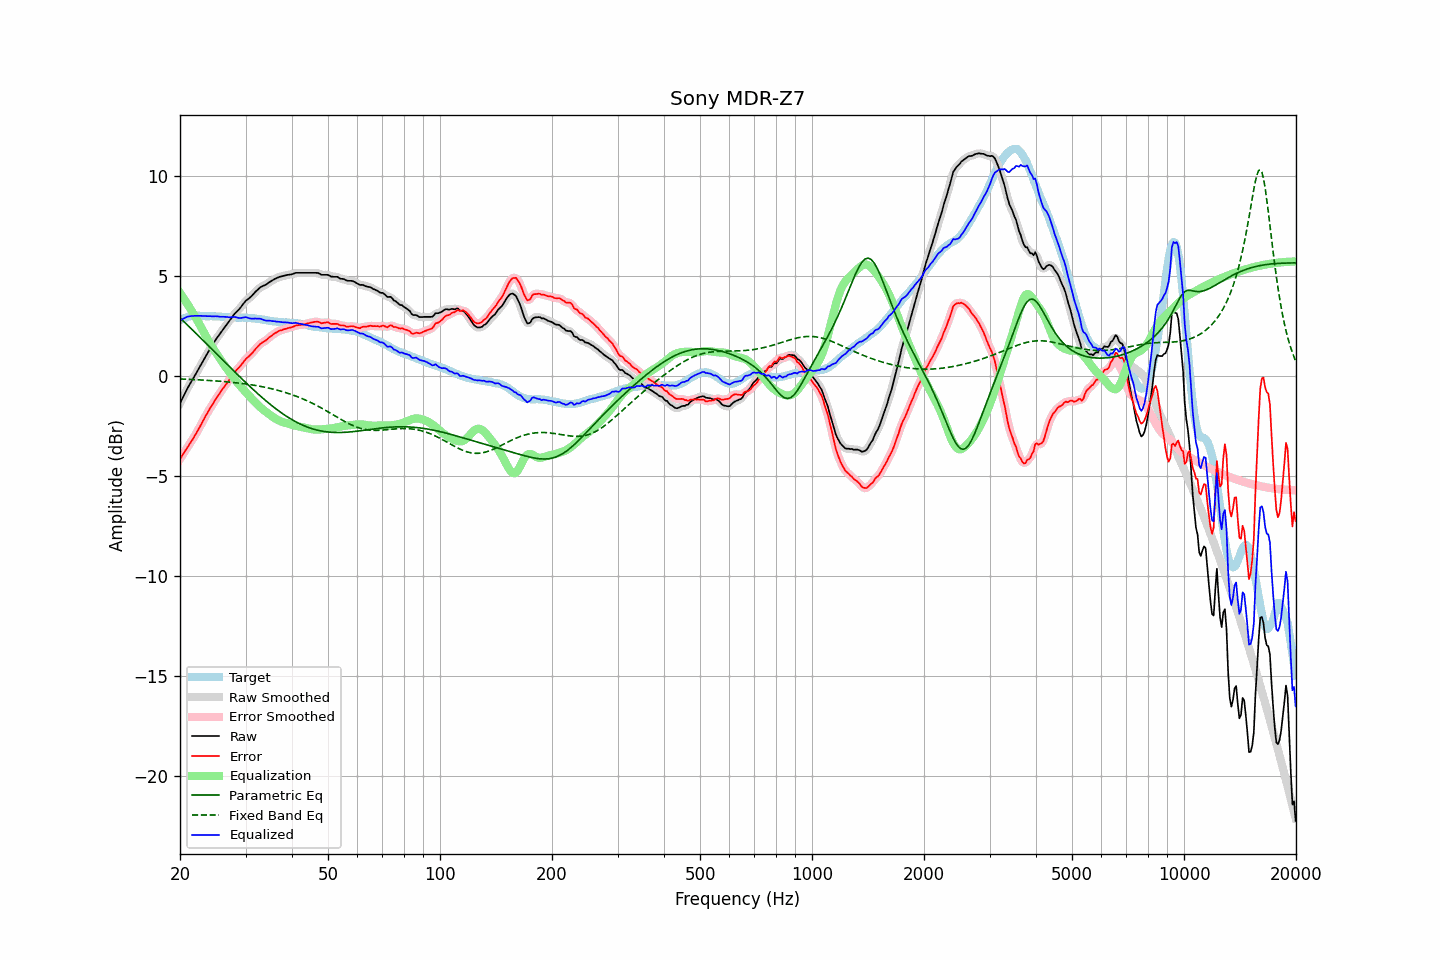 Sony MDR-Z7
Amplitude (dBr)
10
5
0
−5
−10
−15
−20
Target
Raw Smoothed
Error Smoothed
Raw
Error
Equalization
Parametric Eq
Fixed Band Eq
Equalized
20 50 100 200 500 1000 2000 5000 10000 20000
Frequency (Hz)